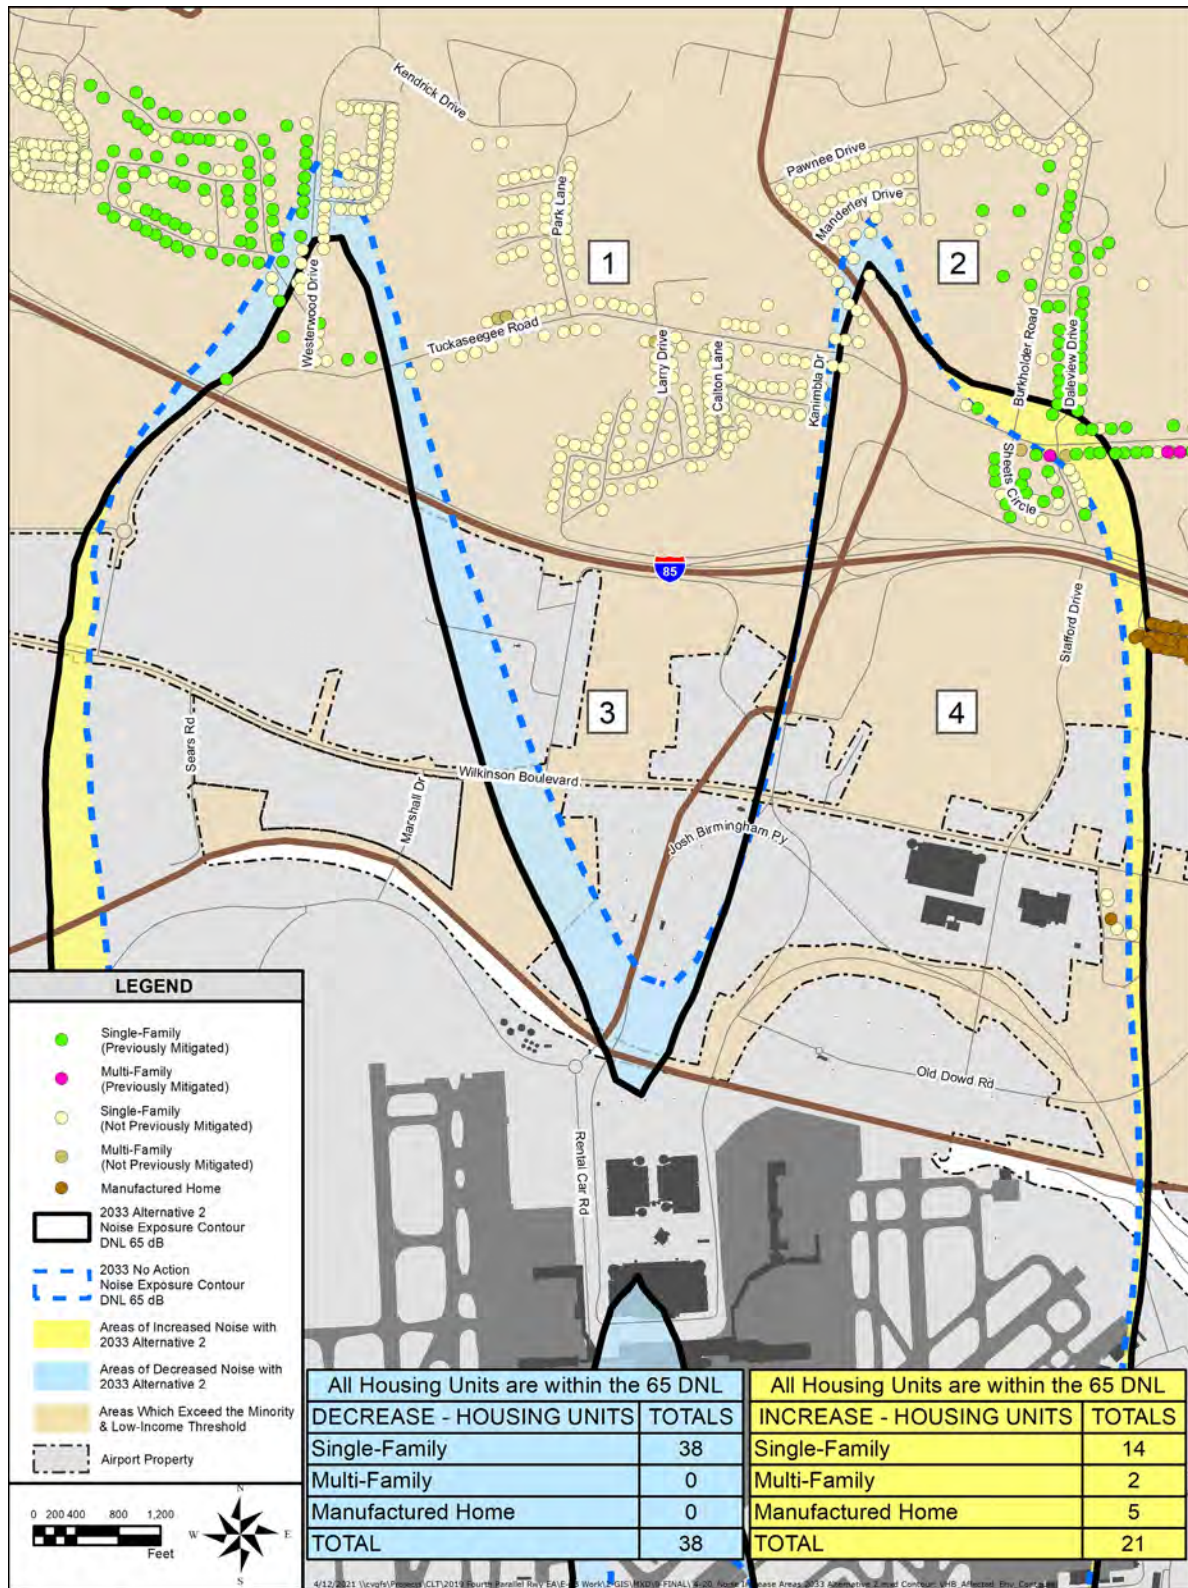 Kendrick Drive
Pawnee Drive
Manderley Drive
Park Lane
1
2
Westerwood Drive
Tuckaseegee Road
Larry Drive
Calton Lane
Kanimbla Dr
Burkholder Road
Daleview Drive
Sheets Circle
85
Stafford Drive
3
4
Sears Rd
Wilkinson Boulevard
Marshall Dr
Josh Birmingham Py
Old Dowd Rd
Rental Car Rd
LEGEND
Single-Family
(Previously Mitigated)
Multi-Family
(Previously Mitigated)
Single-Family
(Not Previously Mitigated)
Multi-Family
(Not Previously Mitigated)
Manufactured Home
2033 Alternative 2
Noise Exposure Contour
DNL 65 dB
2033 No Action
Noise Exposure Contour
DNL 65 dB
Areas of Increased Noise with
2033 Alternative 2
Areas of Decreased Noise with
2033 Alternative 2
Areas Which Exceed the Minority
& Low-Income Threshold
Airport Property
0 200 400 800 1,200
Feet
N
W E
S
All Housing Units are within the 65 DNL
DECREASE - HOUSING UNITS TOTALS
Single-Family 38
Multi-Family 0
Manufactured Home 0
TOTAL 38
All Housing Units are within the 65 DNL
INCREASE - HOUSING UNITS TOTALS
Single-Family 14
Multi-Family 2
Manufactured Home 5
TOTAL 21
4/12/2021